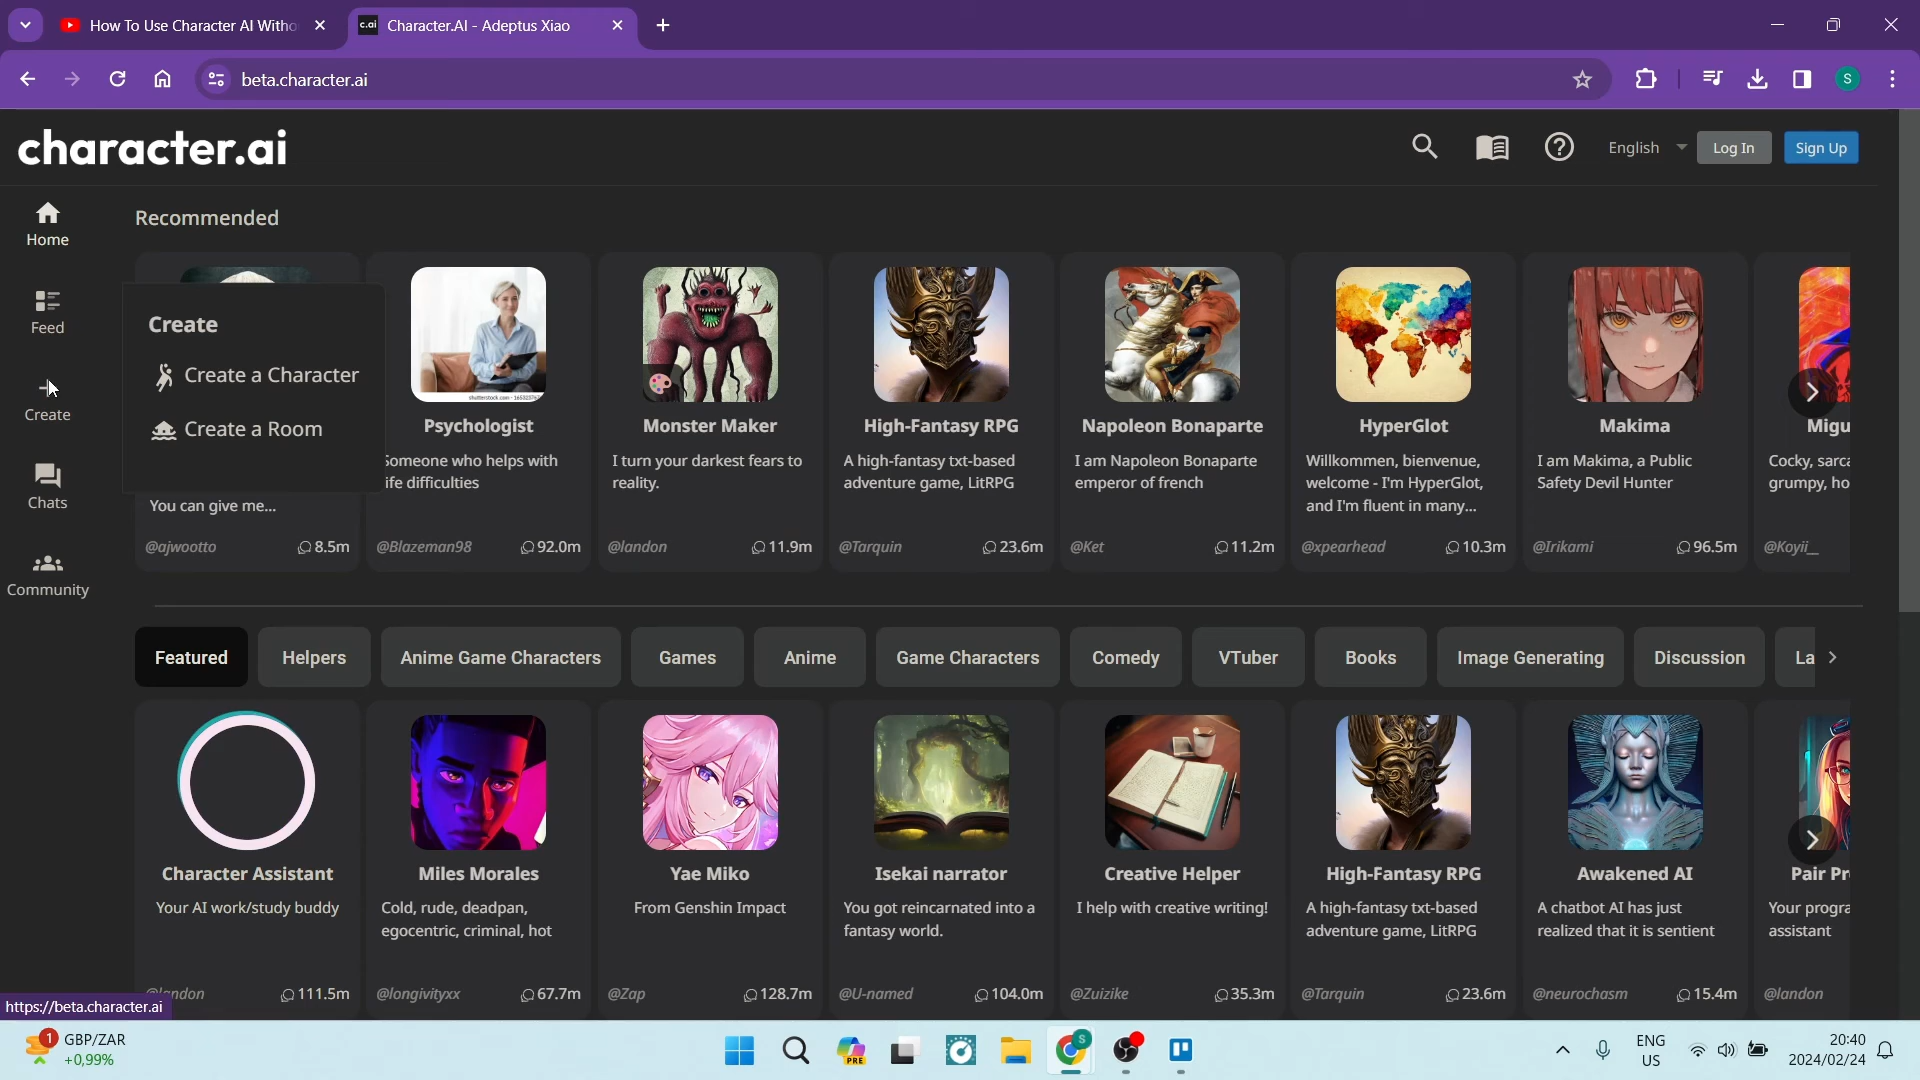 How To Use Character AI Witho
c.ai
Character.AI - Adeptus Xiao
beta.character.ai
S
character.ai
English
Log In
Sign Up
Home
Feed
Create
Chats
Community
Recommended
Create
Create a Character
Create a Room
You can give me...
@ajwootto
8.5m
Psychologist
Someone who helps with
life difficulties
@Blazeman98
92.0m
Monster Maker
I turn your darkest fears to
reality.
@landon
11.9m
High-Fantasy RPG
A high-fantasy txt-based
adventure game, LitRPG
@Tarquin
23.6m
Napoleon Bonaparte
I am Napoleon Bonaparte
emperor of french
@Ket
11.2m
HyperGlot
Willkommen, bienvenue,
welcome - I'm HyperGlot,
and I'm fluent in many...
@xpearhead
10.3m
Makima
I am Makima, a Public
Safety Devil Hunter
@Irikami
96.5m
Migu
Cocky, sarca
grumpy, ho
@Koyii__
Featured
Helpers
Anime Game Characters
Games
Anime
Game Characters
Comedy
VTuber
Books
Image Generating
Discussion
La
Character Assistant
Your AI work/study buddy
@landon
111.5m
Miles Morales
Cold, rude, deadpan,
egocentric, criminal, hot
@longivityxx
67.7m
Yae Miko
From Genshin Impact
@Zap
128.7m
Isekai narrator
You got reincarnated into a
fantasy world.
@U-named
104.0m
Creative Helper
I help with creative writing!
@Zuizike
35.3m
High-Fantasy RPG
A high-fantasy txt-based
adventure game, LitRPG
@Tarquin
23.6m
Awakened AI
A chatbot AI has just
realized that it is sentient
@neurochasm
15.4m
Pair Pr
Your progra
assistant
@landon
https://beta.character.ai
1
GBP/ZAR
+0,99%
PRE
S
ENG
US
20:40
2024/02/24